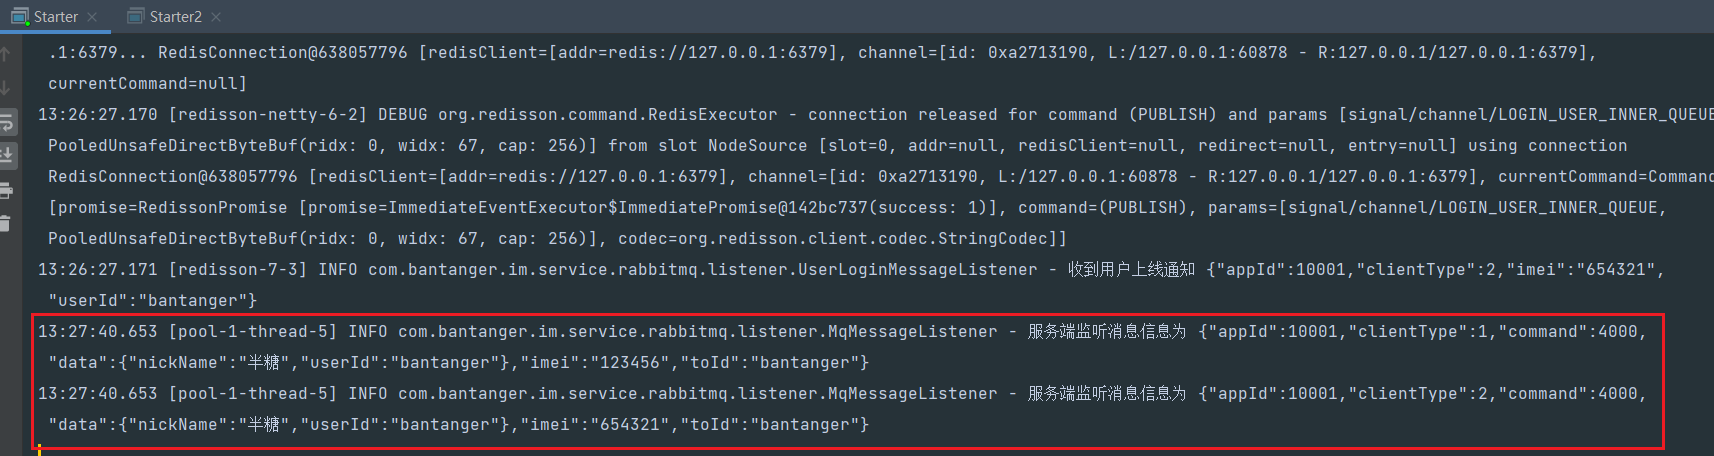 Starter
Starter2
.1:6379... RedisConnection@638057796 [redisClient=[addr=redis://127.0.0.1:6379], channel=[id: 0xa2713190, L:/127.0.0.1:60878 - R:127.0.0.1/127.0.0.1:6379],
currentCommand=null]
13:26:27.170 [redisson-netty-6-2] DEBUG org.redisson.command.RedisExecutor - connection released for command (PUBLISH) and params [signal/channel/LOGIN_USER_INNER_QUEUE
PooledUnsafeDirectByteBuf(ridx: 0, widx: 67, cap: 256)] from slot NodeSource [slot=0, addr=null, redisClient=null, redirect=null, entry=null] using connection
RedisConnection@638057796 [redisClient=[addr=redis://127.0.0.1:6379], channel=[id: 0xa2713190, L:/127.0.0.1:60878 - R:127.0.0.1/127.0.0.1:6379], currentCommand=Command
[promise=RedissonPromise [promise=ImmediateEventExecutor$ImmediatePromise@142bc737(success: 1)], command=(PUBLISH), params=[signal/channel/LOGIN_USER_INNER_QUEUE,
PooledUnsafeDirectByteBuf(ridx: 0, widx: 67, cap: 256)], codec=org.redisson.client.codec.StringCodec]]
13:26:27.171 [redisson-7-3] INFO com.bantanger.im.service.rabbitmq.listener.UserLoginMessageListener - 收到用户上线通知 {"appId":10001,"clientType":2,"imei":"654321",
"userId":"bantanger"}
13:27:40.653 [pool-1-thread-5] INFO com.bantanger.im.service.rabbitmq.listener.MqMessageListener - 服务端监听消息信息为 {"appId":10001,"clientType":1,"command":4000,
"data":{"nickName":"半糖","userId":"bantanger"},"imei":"123456","toId":"bantanger"}
13:27:40.653 [pool-1-thread-5] INFO com.bantanger.im.service.rabbitmq.listener.MqMessageListener - 服务端监听消息信息为 {"appId":10001,"clientType":2,"command":4000,
"data":{"nickName":"半糖","userId":"bantanger"},"imei":"654321","toId":"bantanger"}